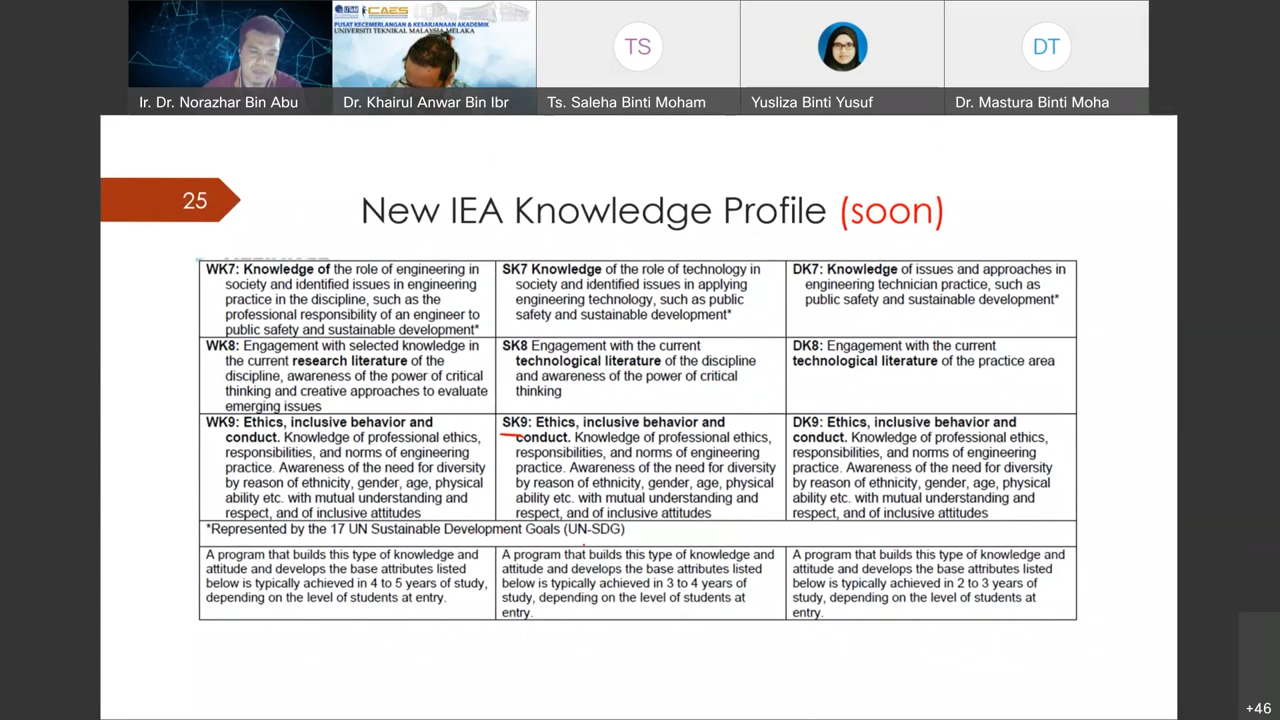 UTeM
CAES
PUSAT KECEMERLANGAN & KESARJANAAN AKADEMIK
UNIVERSITI TEKNIKAL MALAYSIA MELAKA
TS
DT
Ir. Dr. Norazhar Bin Abu
Dr. Khairul Anwar Bin Ibr
Ts. Saleha Binti Moham
Yusliza Binti Yusuf
Dr. Mastura Binti Moha
25
New IEA Knowledge Profile (soon)
WK7: Knowledge of the role of engineering in
society and identified issues in engineering
practice in the discipline, such as the
professional responsibility of an engineer to
public safety and sustainable development*
SK7 Knowledge of the role of technology in
society and identified issues in applying
engineering technology, such as public
safety and sustainable development*
DK7: Knowledge of issues and approaches in
engineering technician practice, such as
public safety and sustainable development*
WK8: Engagement with selected knowledge in
the current research literature of the
discipline, awareness of the power of critical
thinking and creative approaches to evaluate
emerging issues
SK8 Engagement with the current
technological literature of the discipline
and awareness of the power of critical
thinking
DK8: Engagement with the current
technological literature of the practice area
WK9: Ethics, inclusive behavior and
conduct. Knowledge of professional ethics,
responsibilities, and norms of engineering
practice. Awareness of the need for diversity
by reason of ethnicity, gender, age, physical
ability etc. with mutual understanding and
respect, and of inclusive attitudes
SK9: Ethics, inclusive behavior and
conduct. Knowledge of professional ethics,
responsibilities, and norms of engineering
practice. Awareness of the need for diversity
by reason of ethnicity, gender, age, physical
ability etc. with mutual understanding and
respect, and of inclusive attitudes
DK9: Ethics, inclusive behavior and
conduct. Knowledge of professional ethics,
responsibilities, and norms of engineering
practice. Awareness of the need for diversity
by reason of ethnicity, gender, age, physical
ability etc. with mutual understanding and
respect, and of inclusive attitudes
*Represented by the 17 UN Sustainable Development Goals (UN-SDG)
A program that builds this type of knowledge and
attitude and develops the base attributes listed
below is typically achieved in 4 to 5 years of study,
depending on the level of students at entry.
A program that builds this type of knowledge and
attitude and develops the base attributes listed
below is typically achieved in 3 to 4 years of
study, depending on the level of students at
entry.
A program that builds this type of knowledge and
attitude and develops the base attributes listed
below is typically achieved in 2 to 3 years of
study, depending on the level of students at
entry.
+46